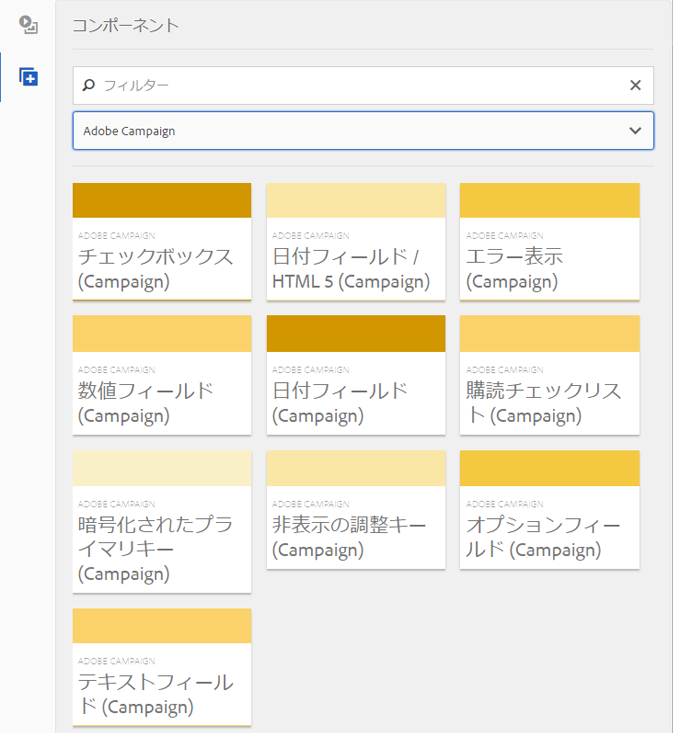 コンポーネント
フィルター
Adobe Campaign
ADOBE CAMPAIGN
チェックボックス
(Campaign)
ADOBE CAMPAIGN
日付フィールド /
HTML 5 (Campaign)
ADOBE CAMPAIGN
エラー表示
(Campaign)
ADOBE CAMPAIGN
数値フィールド
(Campaign)
ADOBE CAMPAIGN
日付フィールド
(Campaign)
ADOBE CAMPAIGN
購読チェックリス
ト (Campaign)
ADOBE CAMPAIGN
暗号化されたプラ
イマリキー
(Campaign)
ADOBE CAMPAIGN
非表示の調整キー
(Campaign)
ADOBE CAMPAIGN
オプションフィー
ルド (Campaign)
ADOBE CAMPAIGN
テキストフィール
ド (Campaign)